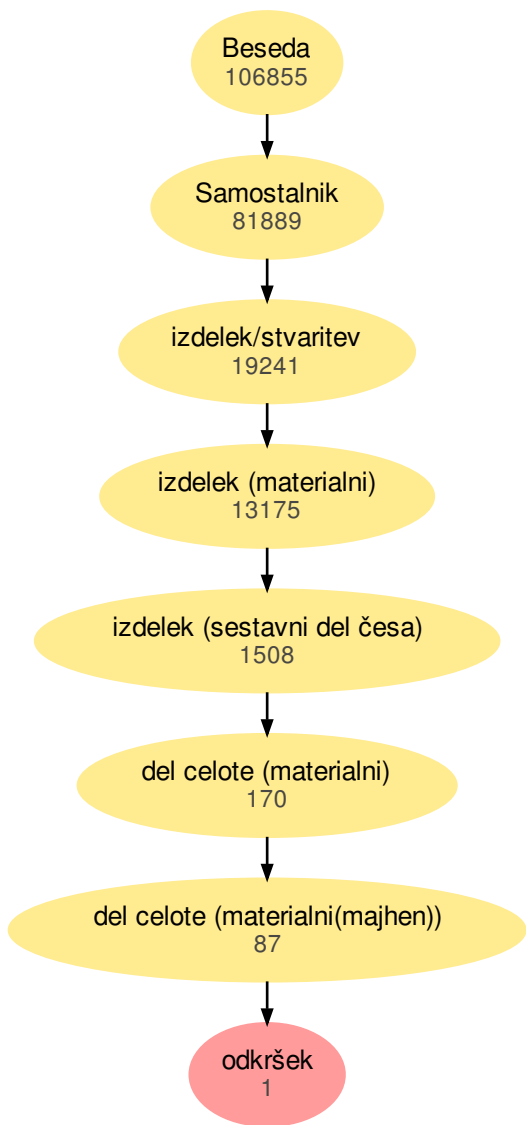 Beseda
106855
Samostalnik
81889
izdelek/stvaritev
19241
izdelek (materialni)
13175
izdelek (sestavni del česa)
1508
del celote (materialni)
170
del celote (materialni(majhen))
87
odkršek
1